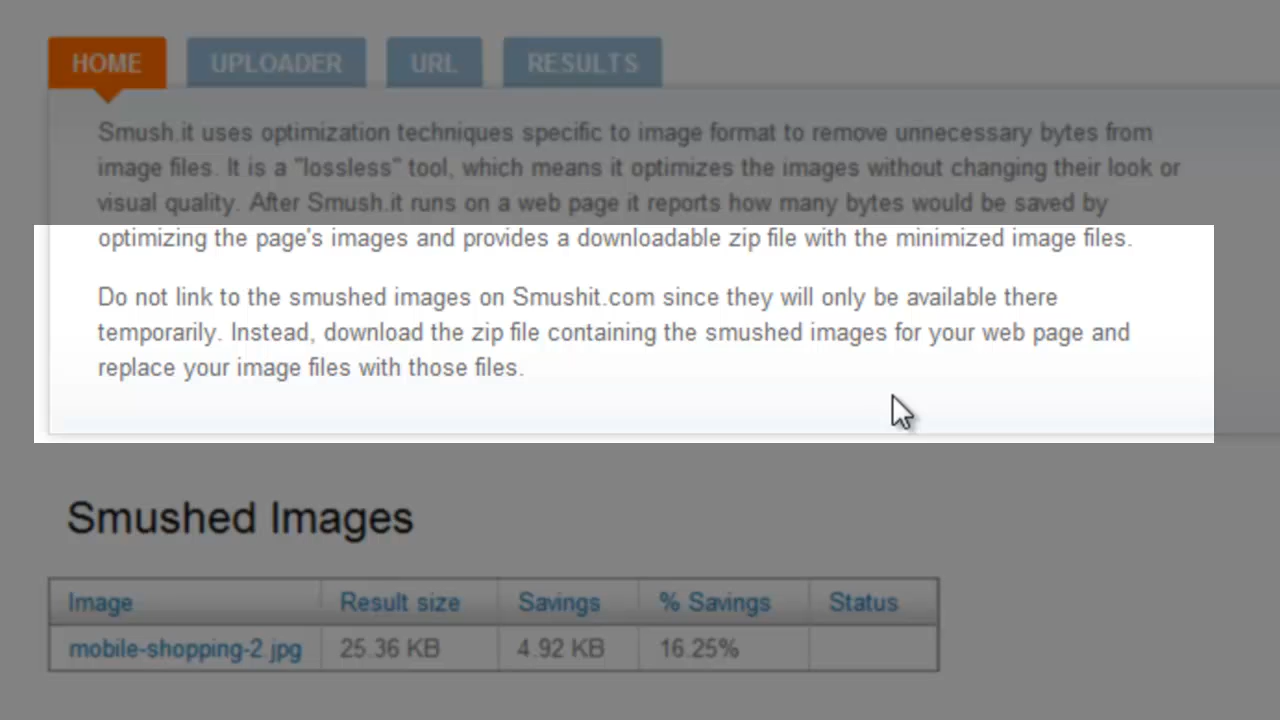 HOME UPLOADER URL RESULTS
Smush.it uses optimization techniques specific to image format to remove unnecessary bytes from
image files. It is a "lossless" tool, which means it optimizes the images without changing their look or
visual quality. After Smush.it runs on a web page it reports how many bytes would be saved by
optimizing the page's images and provides a downloadable zip file with the minimized image files.
Do not link to the smushed images on Smushit.com since they will only be available there
temporarily. Instead, download the zip file containing the smushed images for your web page and
replace your image files with those files.
Smushed Images
Image Result size Savings % Savings Status
mobile-shopping-2.jpg 25.36 KB 4.92 KB 16.25%